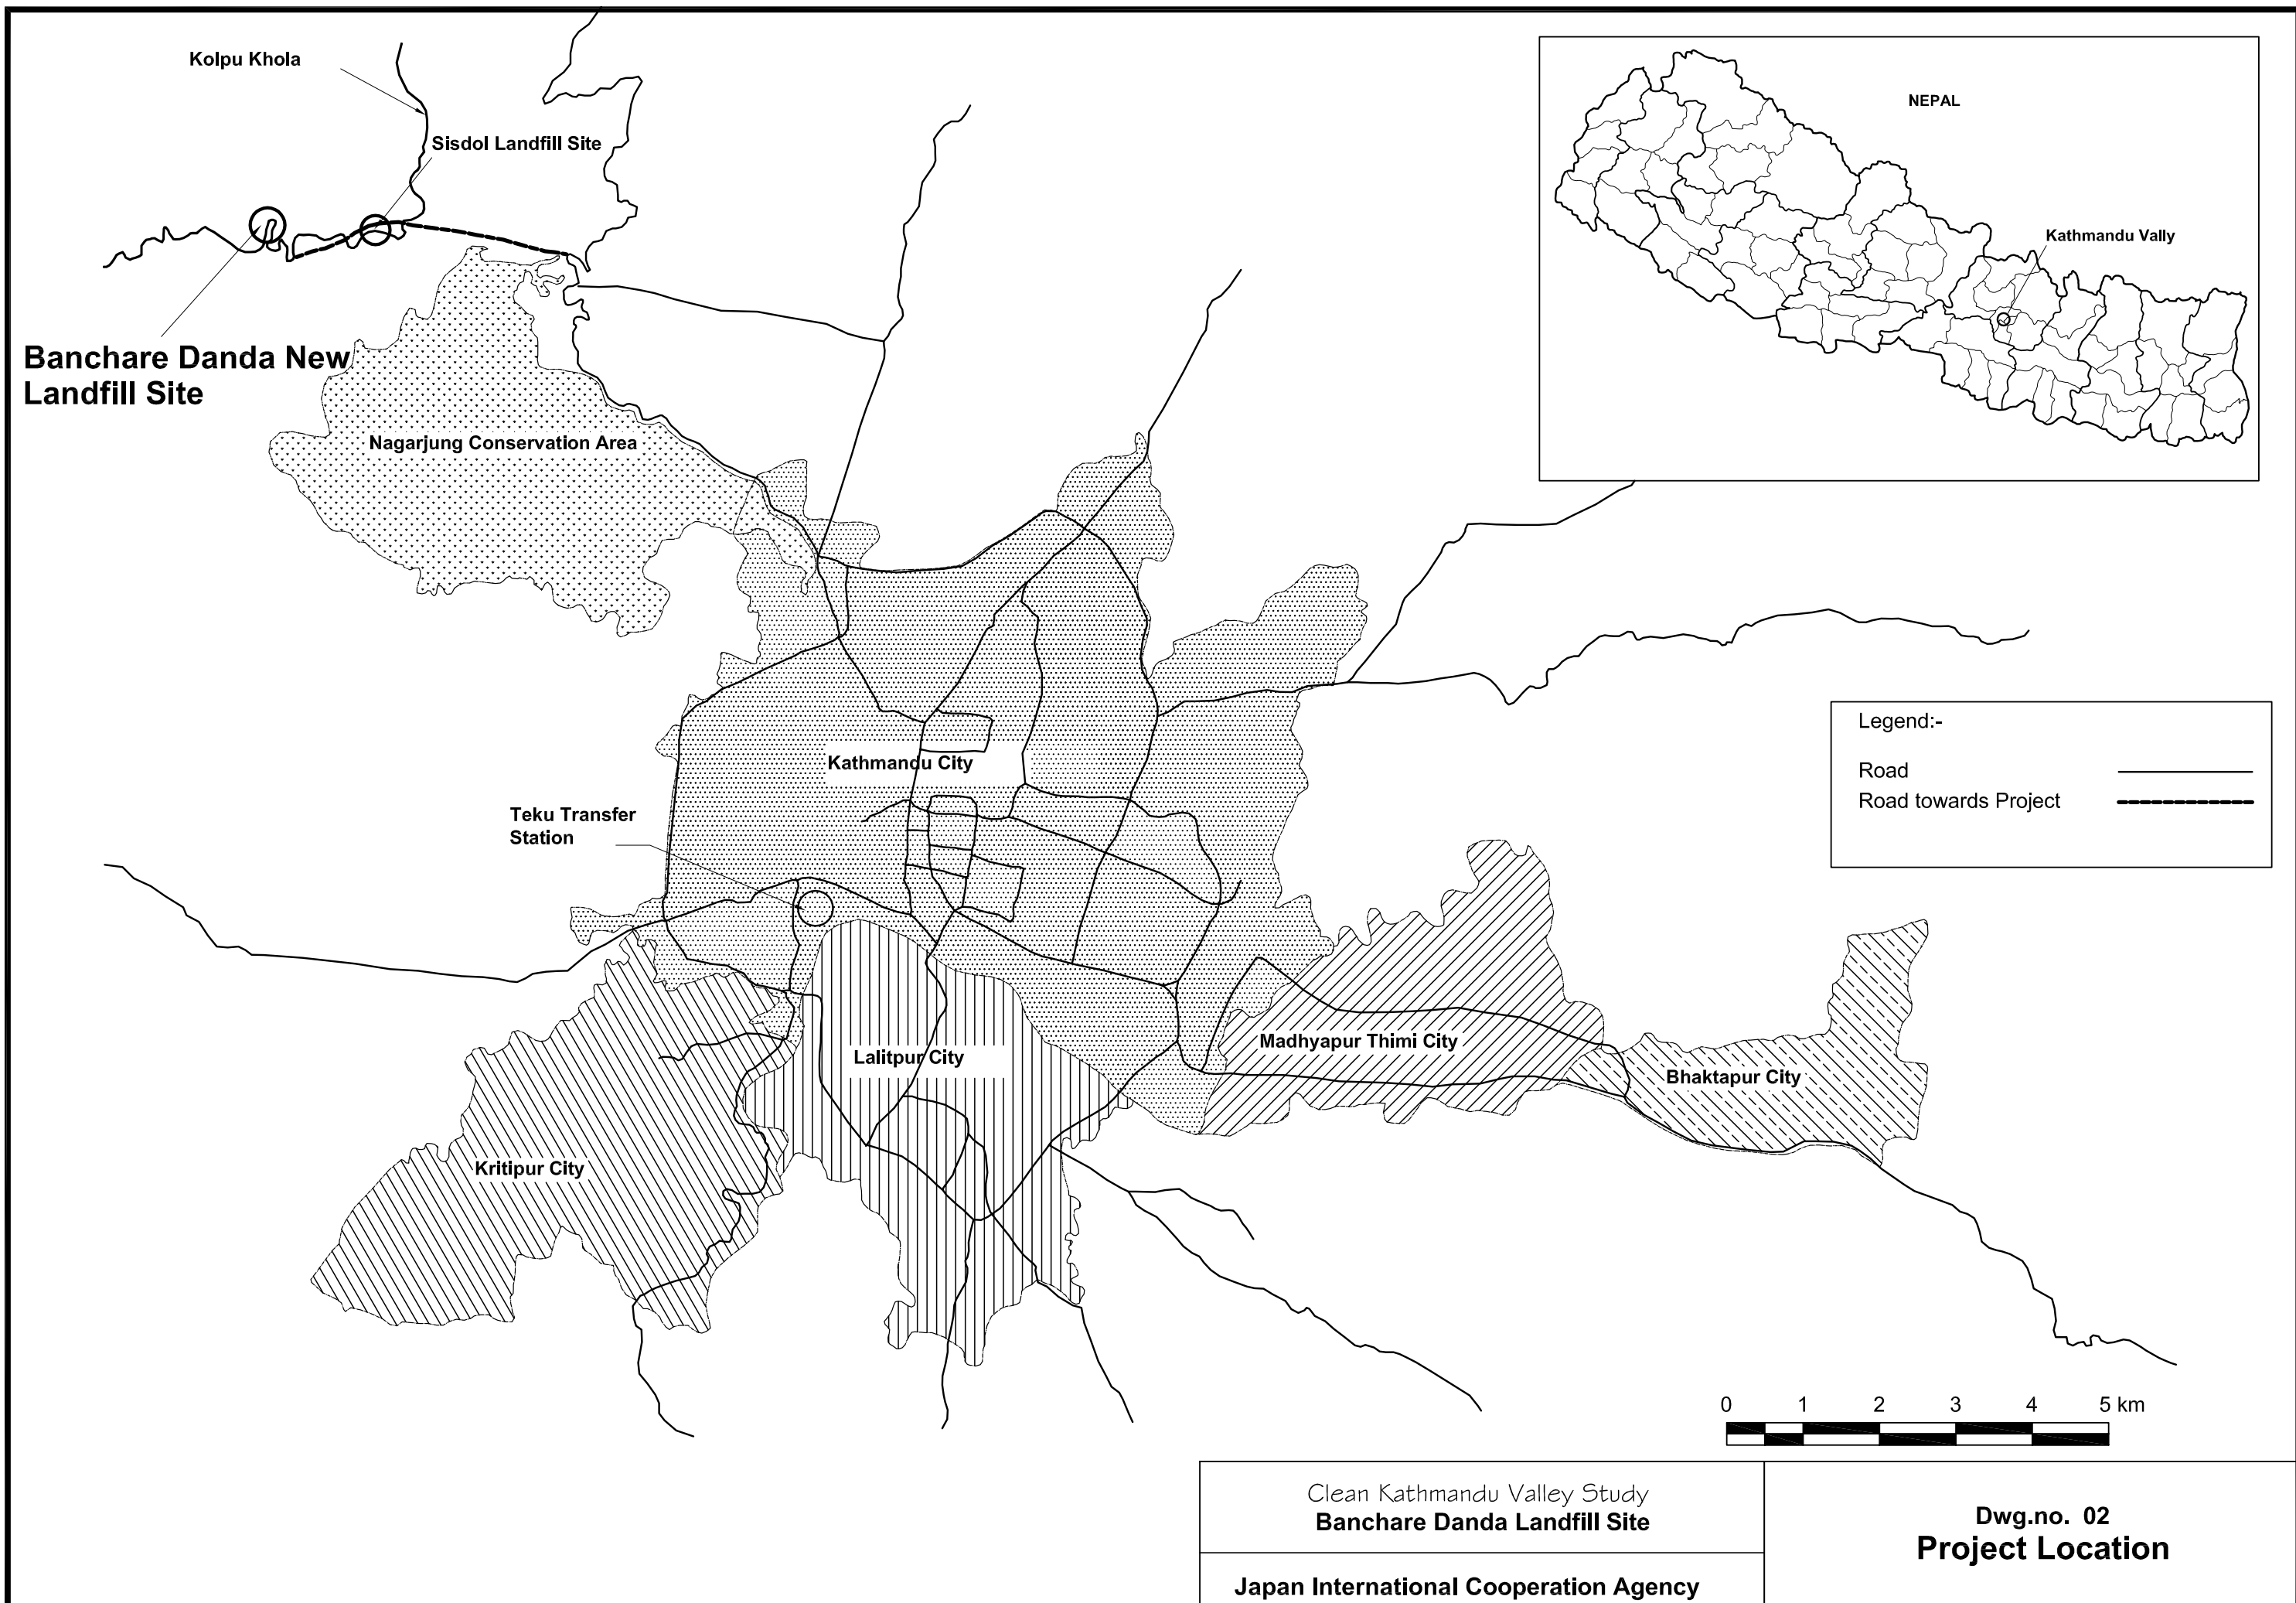 Kolpu Khola
Sisdol Landfill Site
Banchare Danda New
Landfill Site
Nagarjung Conservation Area
NEPAL
Kathmandu Vally
Legend:-
Road
Road towards Project
Kathmandu City
Teku Transfer
Station
Madhyapur Thimi City
Lalitpur City
Bhaktapur City
Kritipur City
0 1 2 3 4 5 km
Clean Kathmandu Valley Study
Banchare Danda Landfill Site
Japan International Cooperation Agency
Dwg.no. 02
Project Location